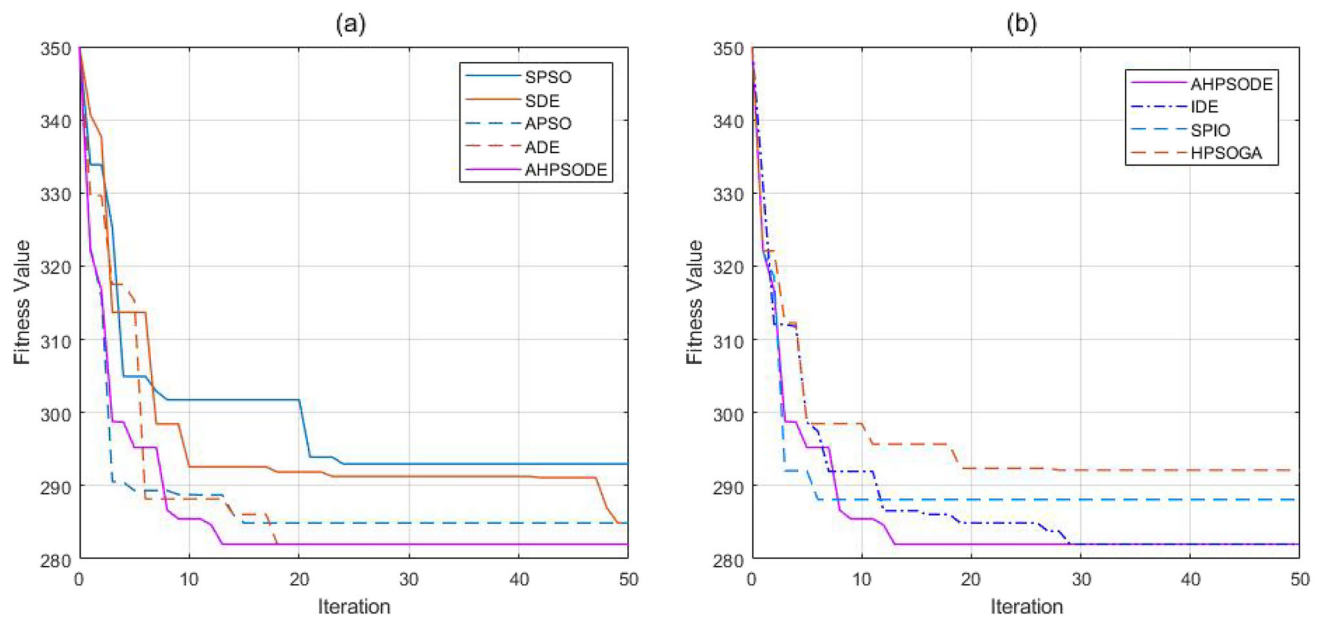 (a)
350
340
330
320
310
300
290
280
Fitness Value
0
10
20
30
40
50
Iteration
SPSO
SDE
APSO
ADE
AHPSODE
(b)
350
340
330
320
310
300
290
280
Fitness Value
0
10
20
30
40
50
Iteration
AHPSODE
IDE
SPIO
HPSOGA